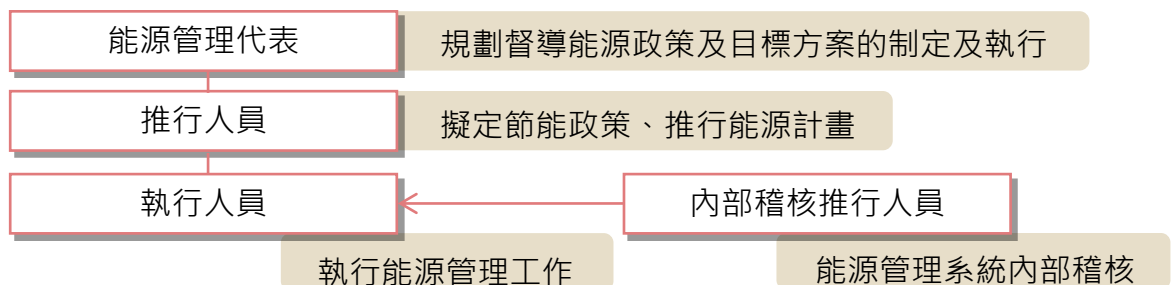 能源管理代表
規劃督導能源政策及目標方案的制定及執行
推行人員
擬定節能政策、推行能源計畫
執行人員
內部稽核推行人員
執行能源管理工作
能源管理系統內部稽核